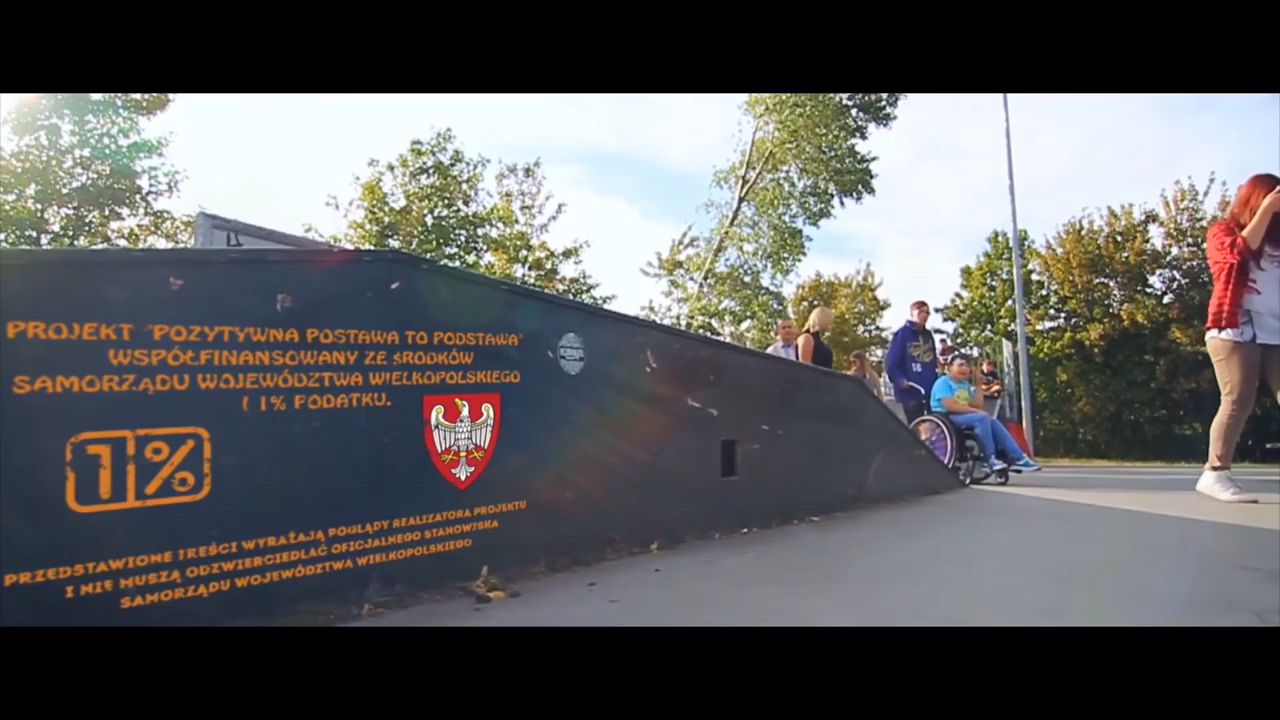 PROJEKT "POZYTYWNA POSTAWA TO PODSTAWA"
WSPÓŁFINANSOWANY ZE ŚRODKÓW
SAMORZĄDU WOJEWÓDZTWA WIELKOPOLSKIEGO
I 1% PODATKU.
1%
PRZEDSTAWIONE TREŚCI WYRAŻAJĄ POGLĄDY REALIZATORA PROJEKTU
I NIE MUSZĄ ODZWIERCIEDLAĆ OFICJALNEGO STANOWISKA
SAMORZĄDU WOJEWÓDZTWA WIELKOPOLSKIEGO
16